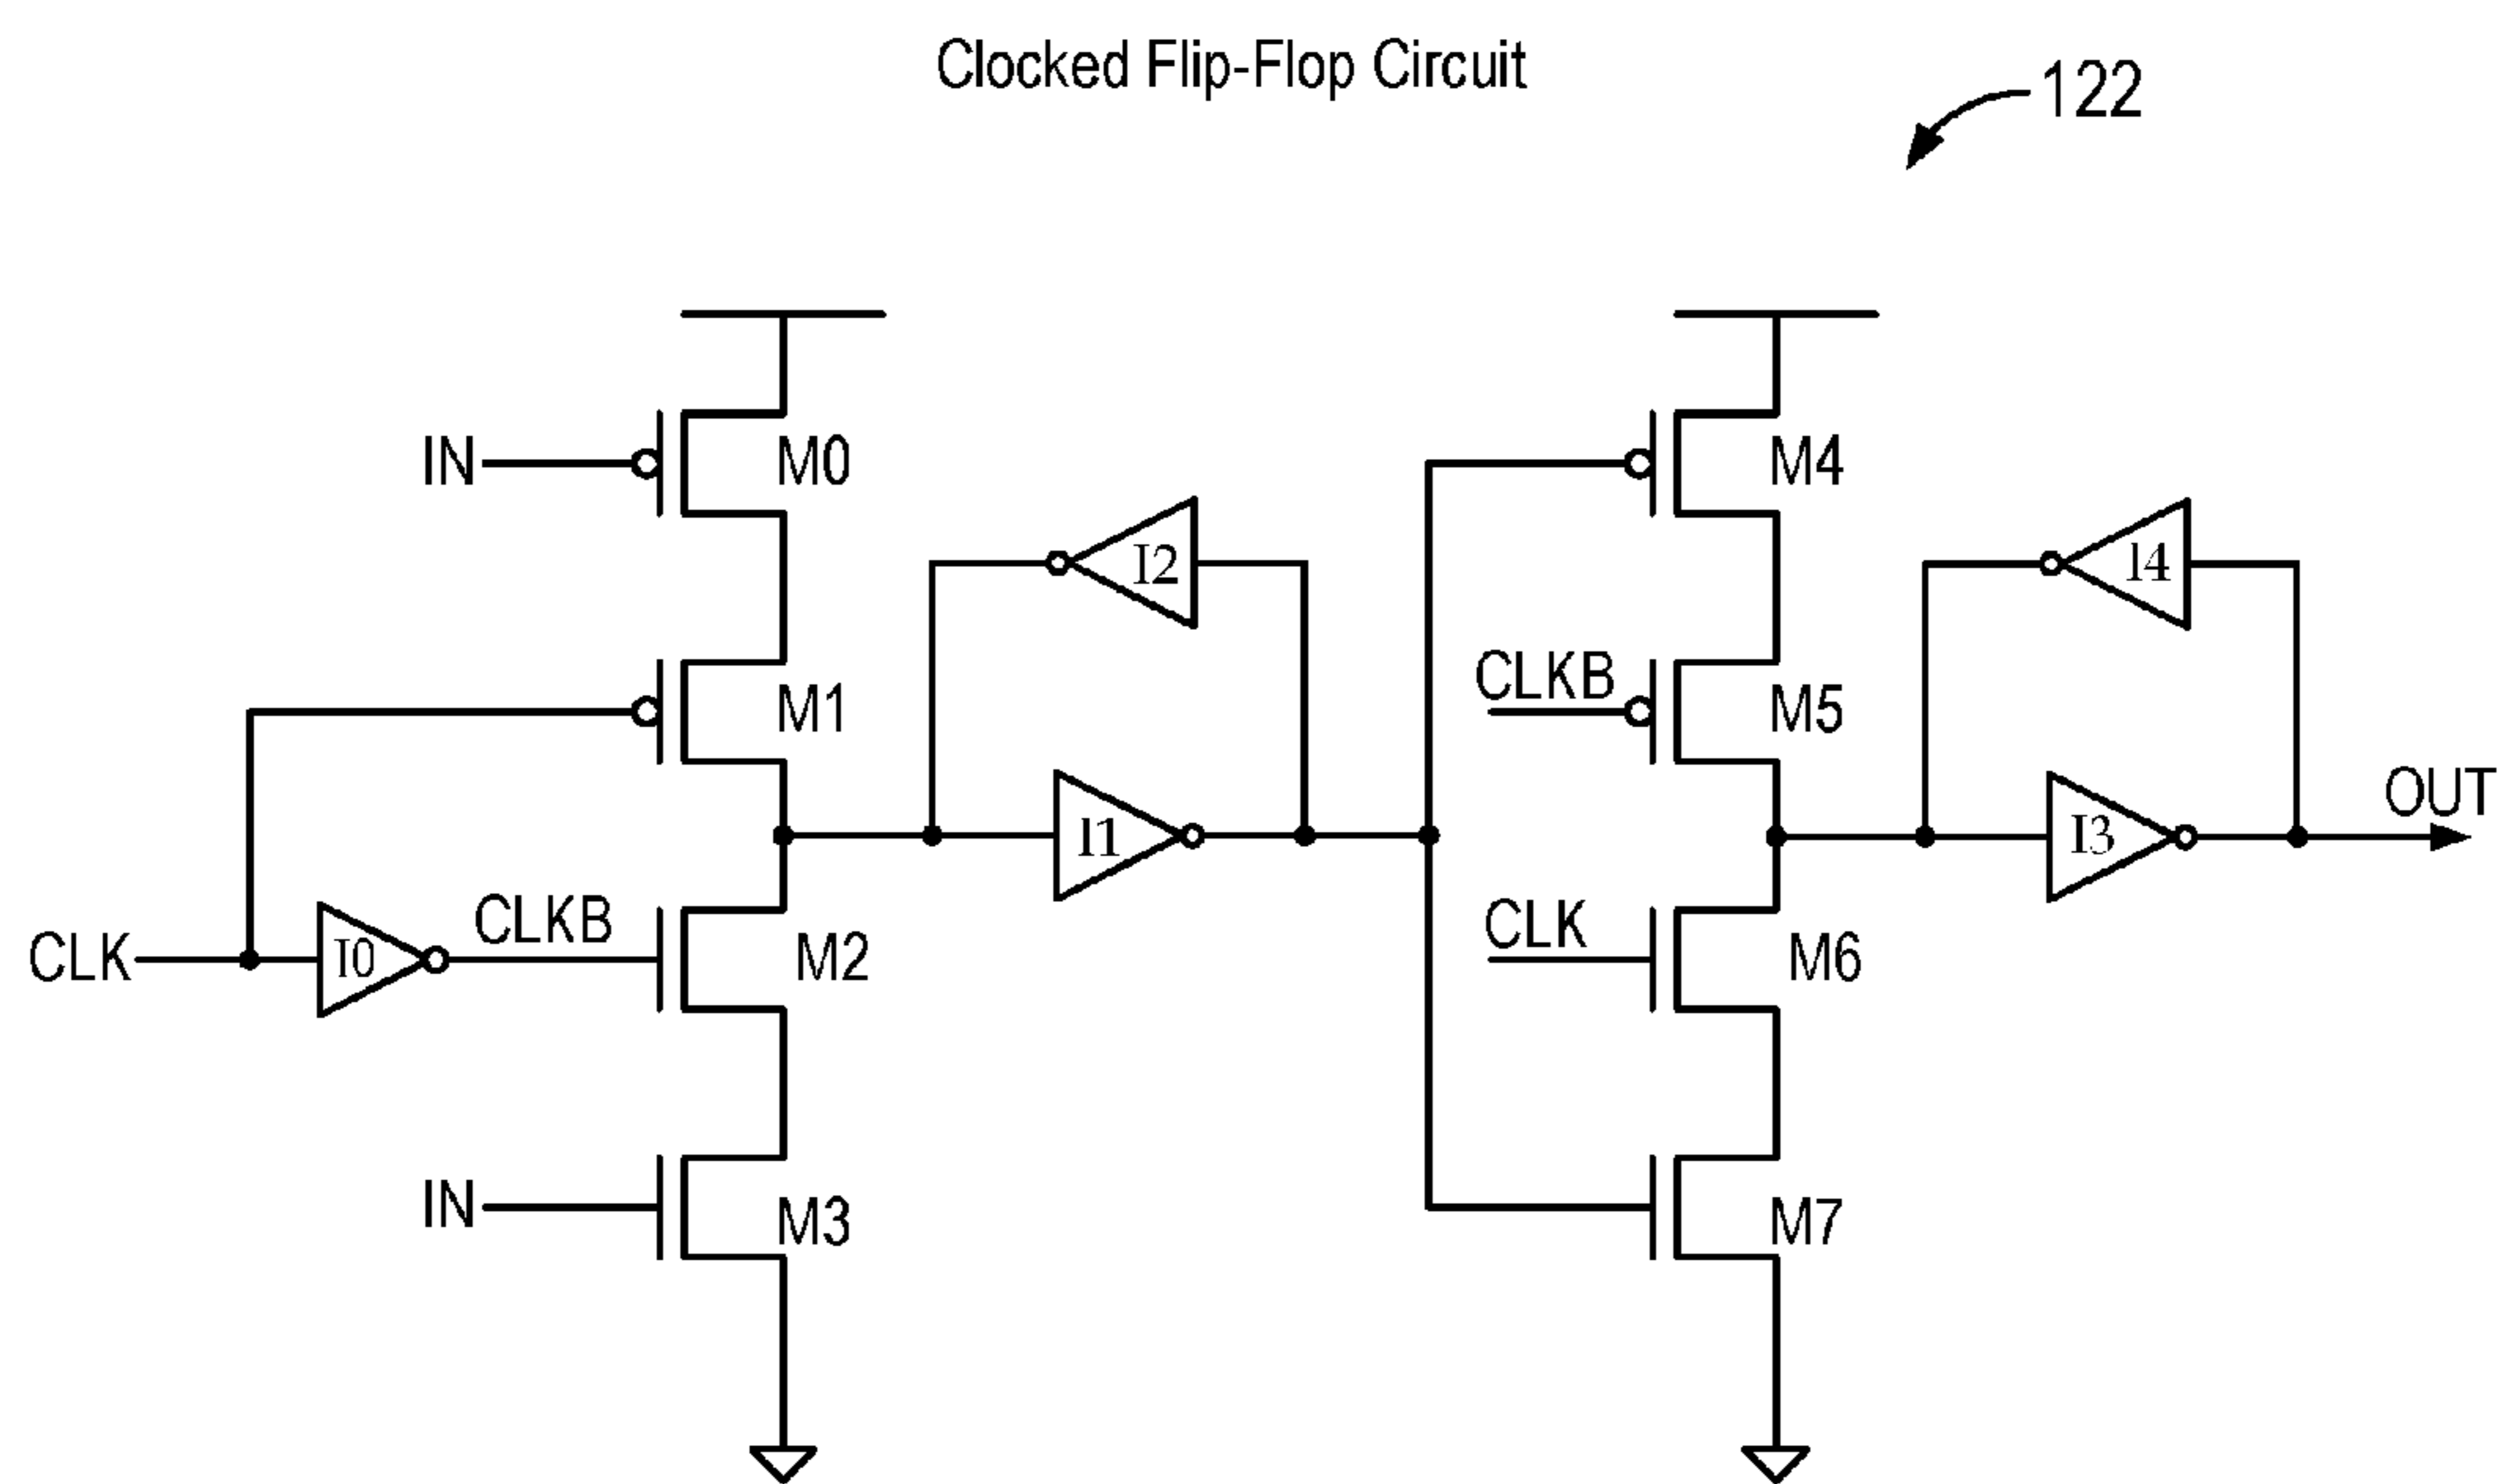 Clocked Flip-Flop Circuit
122
IN
M0
M4
I2
I4
CLKB
M1
M5
OUT
I1
I3
CLKB
CLK
CLK
I0
M2
M6
IN
M3
M7